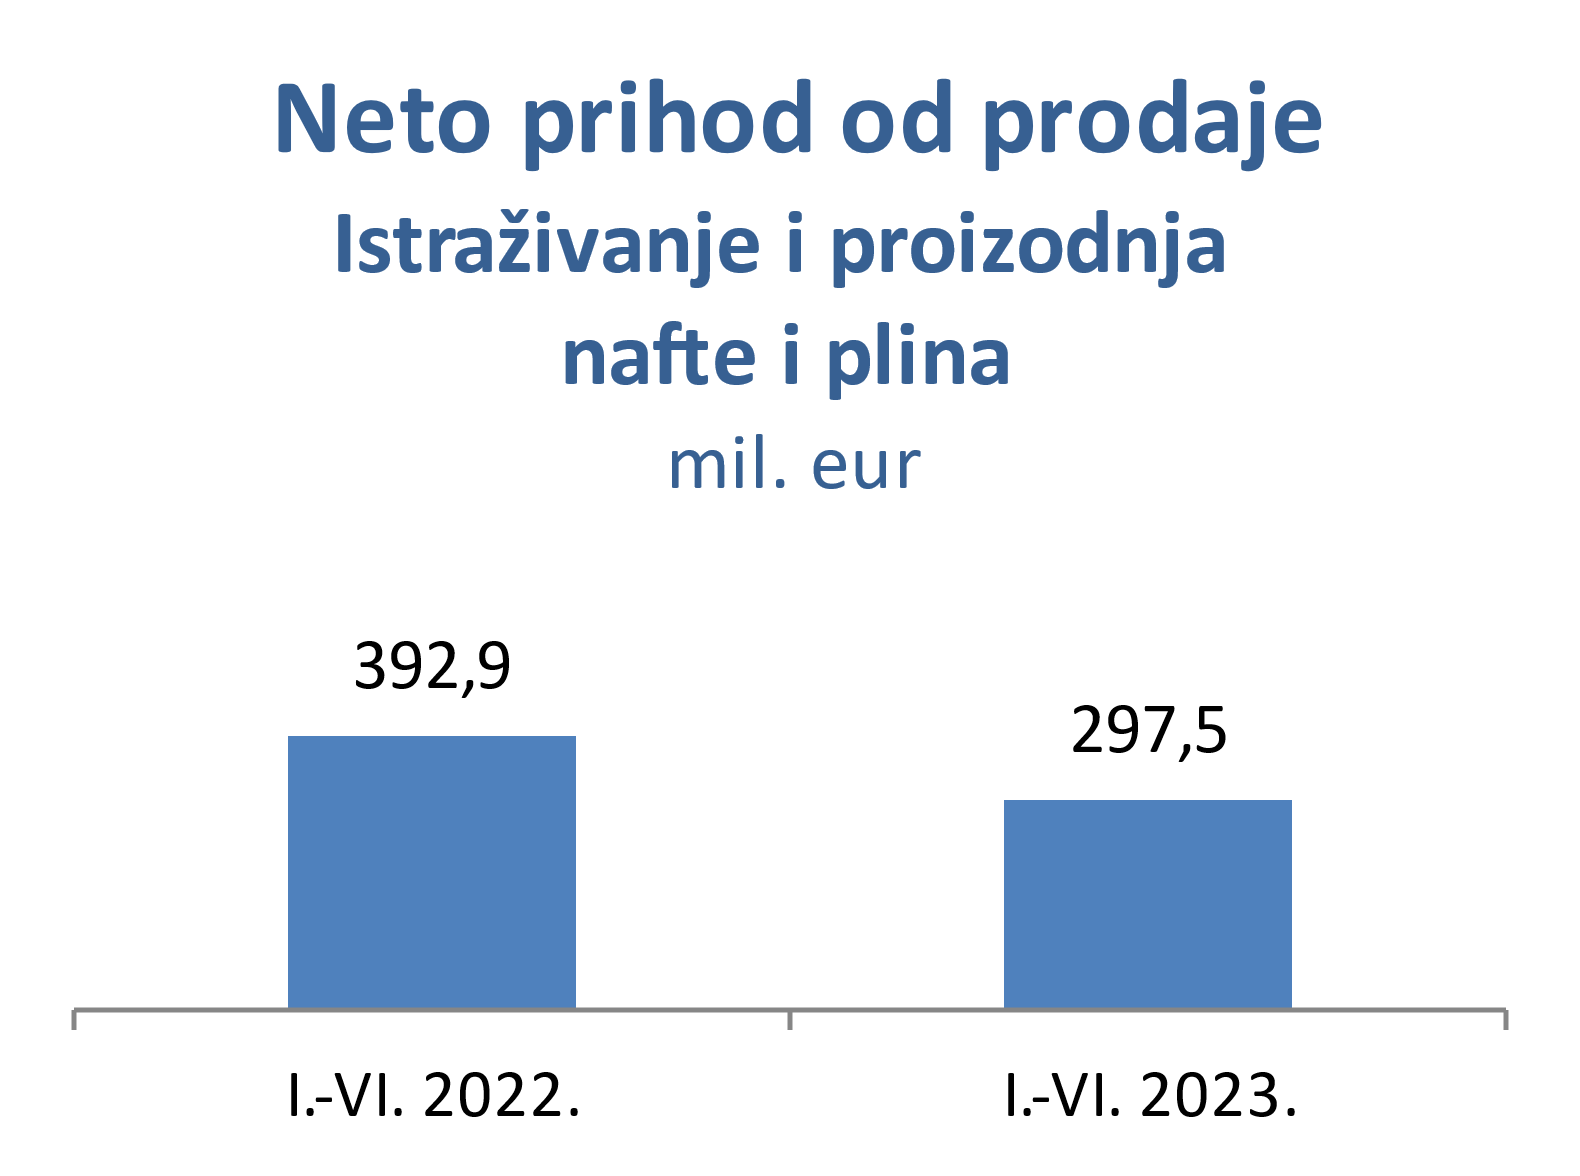 Neto prihod od prodaje
Istraživanje i proizodnja
nafte i plina
mil. eur
392,9
297,5
I.-VI. 2022.
I.-VI. 2023.